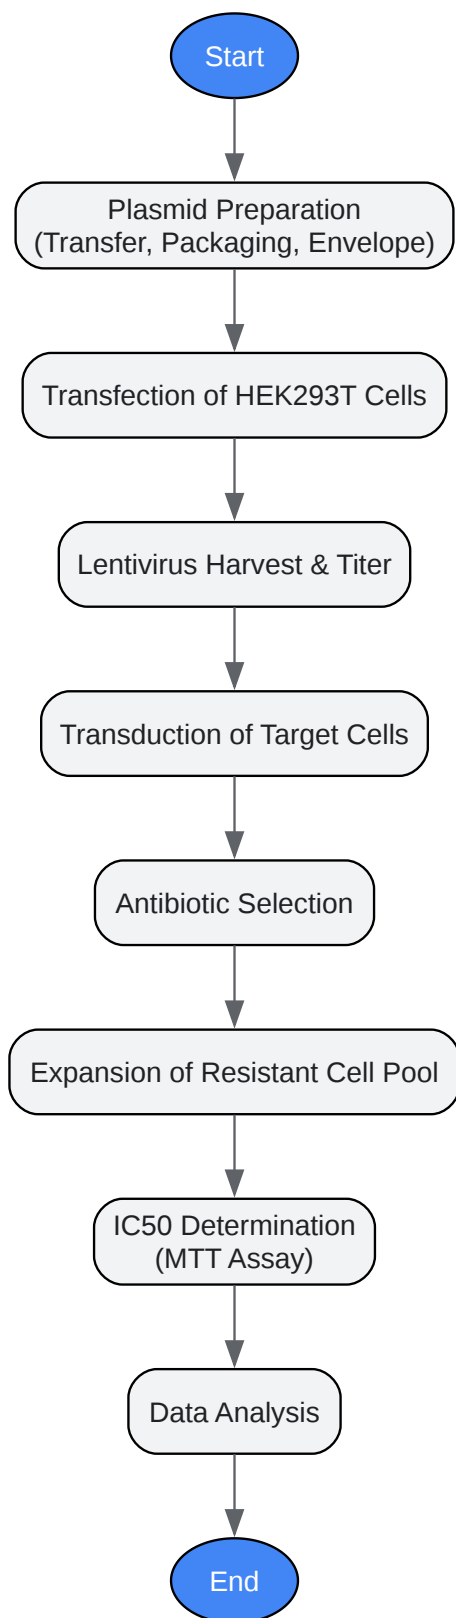 Start
Plasmid Preparation
(Transfer, Packaging, Envelope)
Transfection of HEK293T Cells
Lentivirus Harvest & Titer
Transduction of Target Cells
Antibiotic Selection
Expansion of Resistant Cell Pool
IC50 Determination
(MTT Assay)
Data Analysis
End